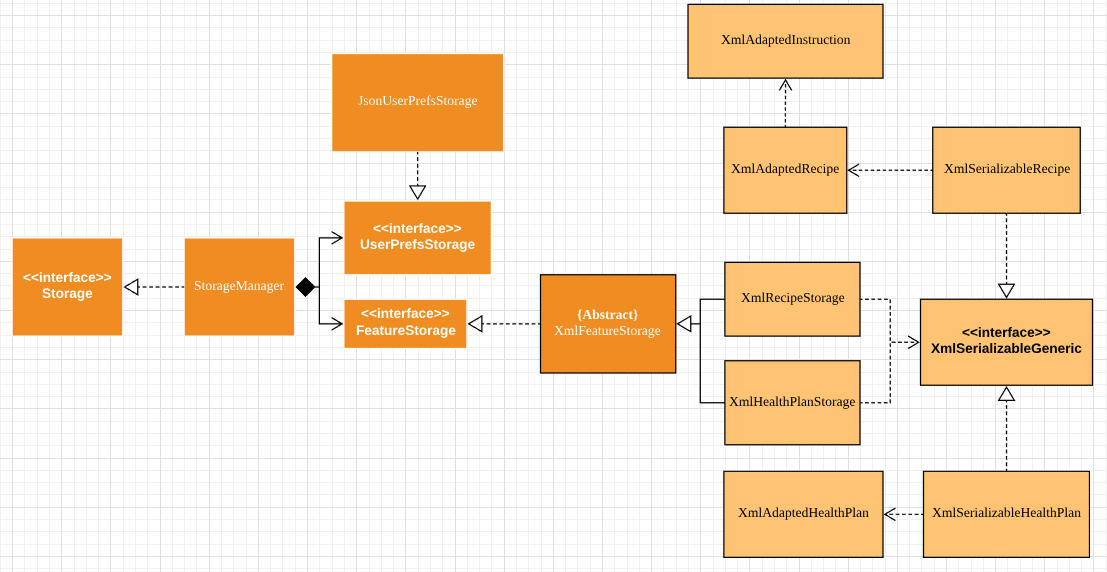 XmlAdaptedInstruction
JsonUserPrefsStorage
XmlAdaptedRecipe
XmlSerializableRecipe
<<interface>>
UserPrefsStorage
<<interface>>
Storage
StorageManager
<<interface>>
FeatureStorage
{Abstract}
XmlFeatureStorage
XmlRecipeStorage
<<interface>>
XmlSerializableGeneric
XmlHealthPlanStorage
XmlAdaptedHealthPlan
XmlSerializableHealthPlan